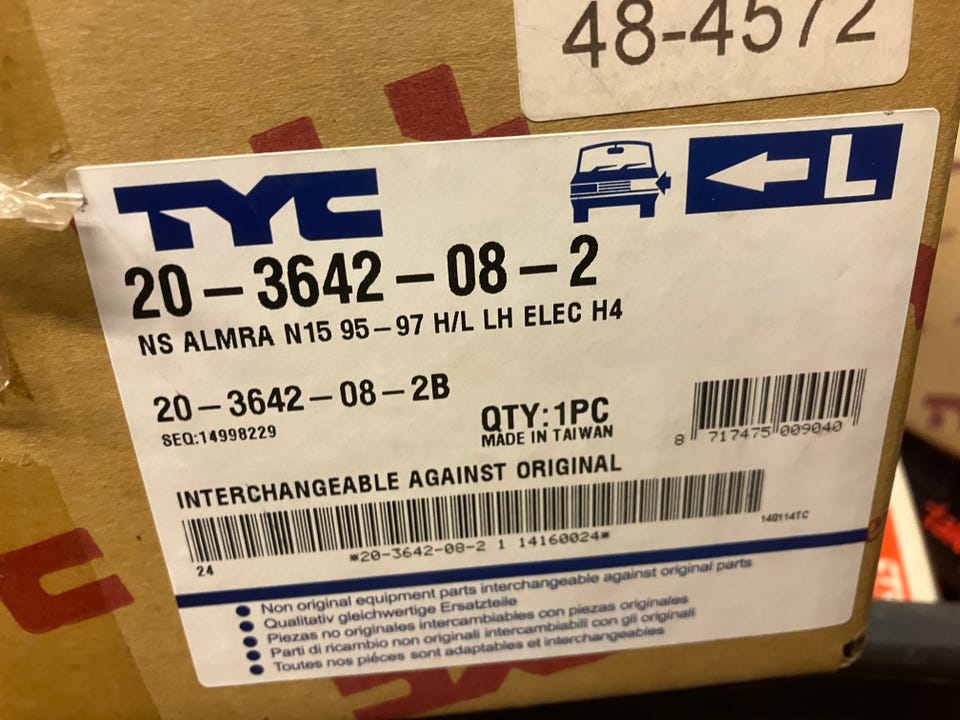 48-4572
TYC
L
20-3642-08-2
NS ALMRA N15 95-97 H/L LH ELEC H4
20-3642-08-2B
SEQ:14998229
QTY:1PC
MADE IN TAIWAN
8 717475 009040
INTERCHANGEABLE AGAINST ORIGINAL
140114TC
*20-3642-08-2 1 14160024*
24
Non original equipment parts interchangeable against original parts
Qualitativ gleichwertige Ersatzteile
Piezas no originales intercambiables con piezas originales
Parti di ricambio non originali intercambiabili con gli originali
Toutes nos piéces sont adaptables et interchangeables